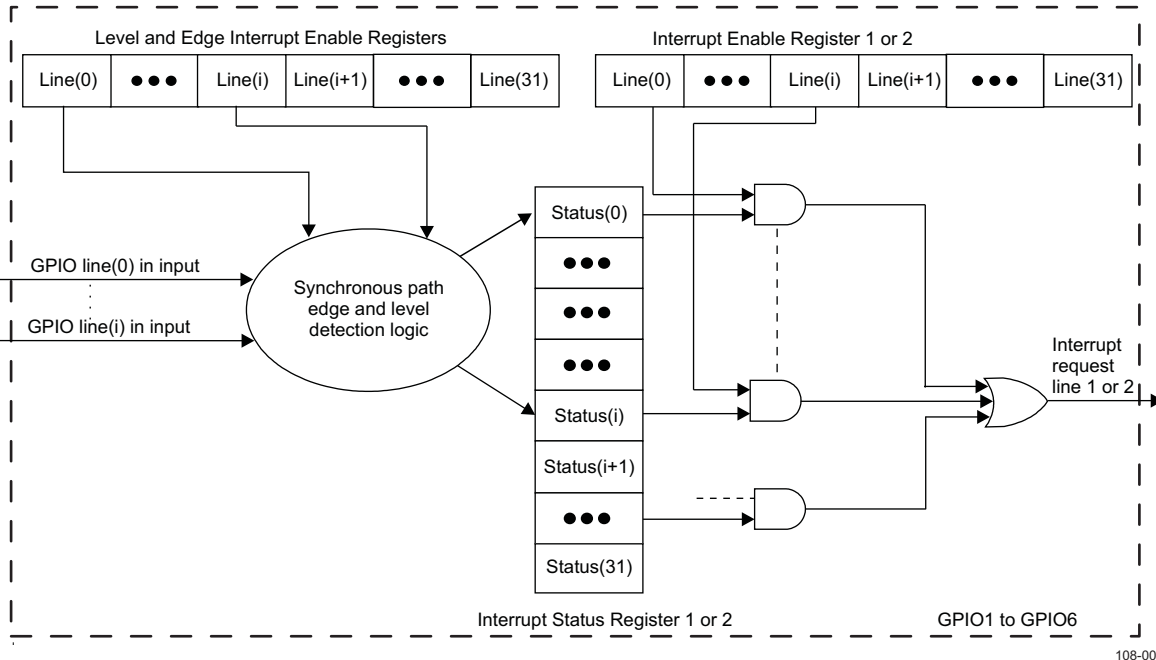 Level and Edge Interrupt Enable Registers
Interrupt Enable Register 1 or 2
Line(0) ●●● Line(i) Line(i+1) ●●● Line(31)
Line(0) ●●● Line(i) Line(i+1) ●●● Line(31)
GPIO line(0) in input
GPIO line(i) in input
Synchronous path
edge and level
detection logic
Status(0)
●●●
●●●
●●●
Status(i)
Status(i+1)
●●●
Status(31)
Interrupt
request
line 1 or 2
Interrupt Status Register 1 or 2
GPIO1 to GPIO6
108-00